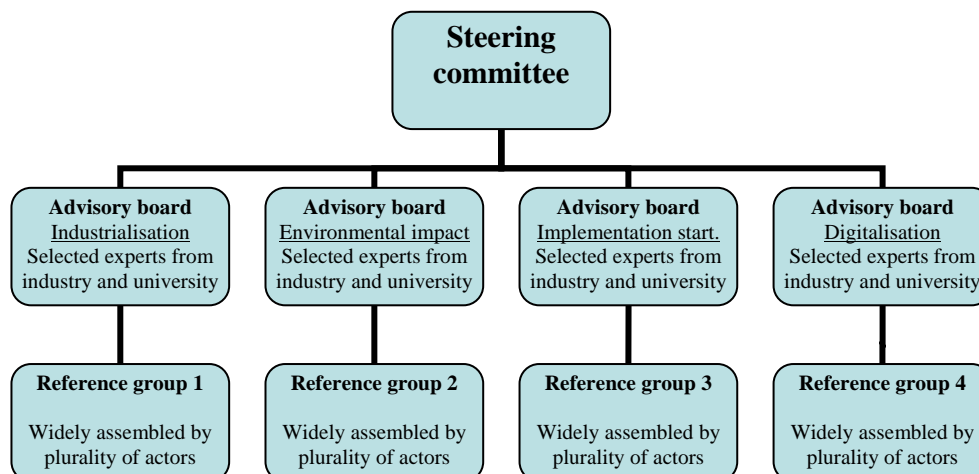 Steering
committee
Advisory board
Industrialisation
Selected experts from
industry and university
Advisory board
Environmental impact
Selected experts from
industry and university
Advisory board
Implementation start.
Selected experts from
industry and university
Advisory board
Digitalisation
Selected experts from
industry and university
Reference group 1
Widely assembled by
plurality of actors
Reference group 2
Widely assembled by
plurality of actors
Reference group 3
Widely assembled by
plurality of actors
Reference group 4
Widely assembled by
plurality of actors